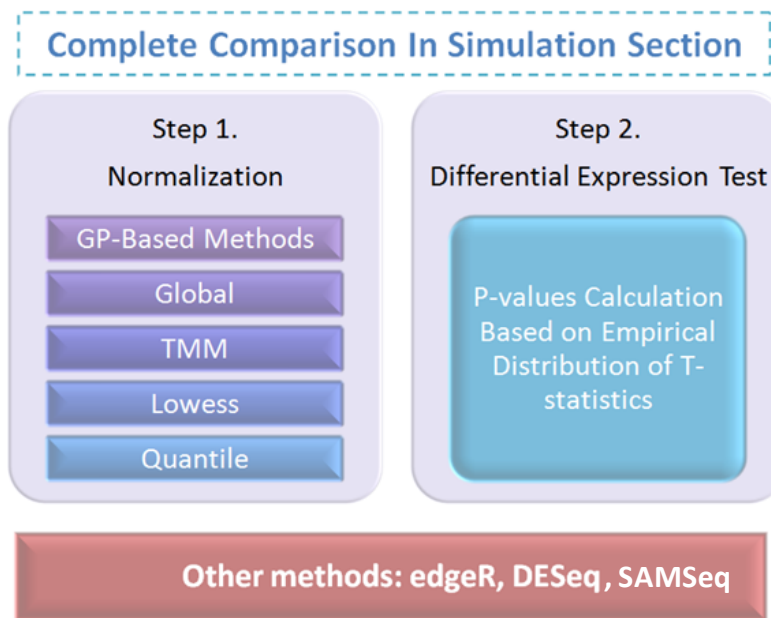 Complete Comparison In Simulation Section
Step 1.
Normalization
GP-Based Methods
Global
TMM
Lowess
Quantile
Step 2.
Differential Expression Test
P-values Calculation
Based on Empirical
Distribution of T-
statistics
Other methods: edgeR, DESeq, SAMSeq